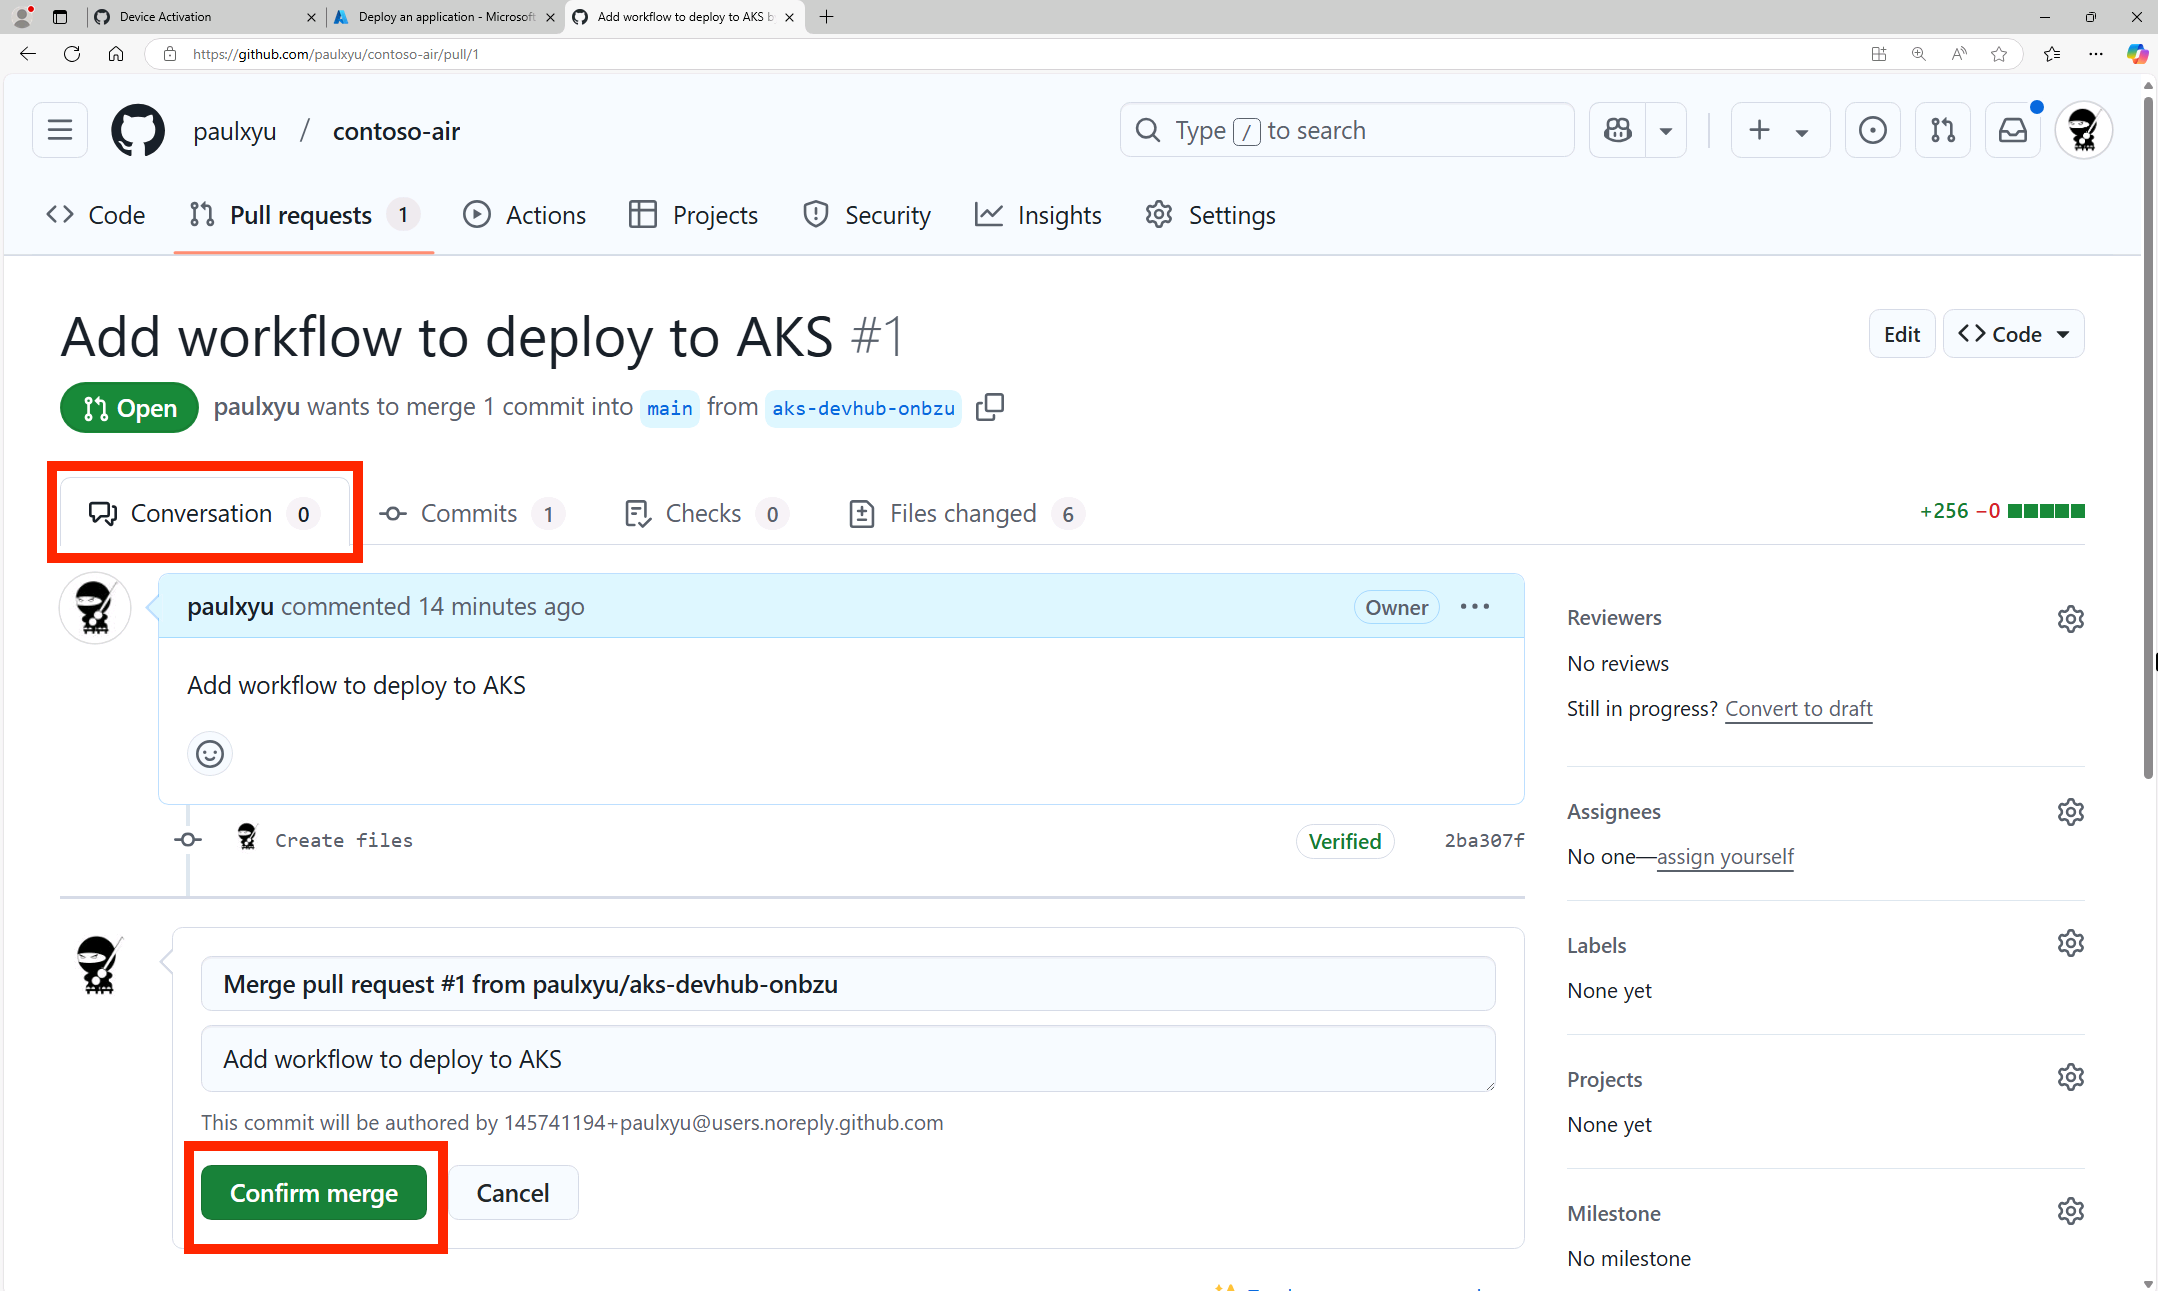 Device Activation
Deploy an application - Microsoft
Add workflow to deploy to AKS b
https://github.com/paulxyu/contoso-air/pull/1
paulxyu / contoso-air
Type / to search
Code
Pull requests 1
Actions
Projects
Security
Insights
Settings
Add workflow to deploy to AKS #1
Edit
Code
Open
paulxyu wants to merge 1 commit into main from aks-devhub-onbzu
Conversation 0
Commits 1
Checks 0
Files changed 6
+256 −0
paulxyu commented 14 minutes ago
Owner
Add workflow to deploy to AKS
Create files
Verified
2ba307f
Merge pull request #1 from paulxyu/aks-devhub-onbzu
Add workflow to deploy to AKS
This commit will be authored by 145741194+paulxyu@users.noreply.github.com
Confirm merge
Cancel
Reviewers
No reviews
Still in progress? Convert to draft
Assignees
No one—assign yourself
Labels
None yet
Projects
None yet
Milestone
No milestone